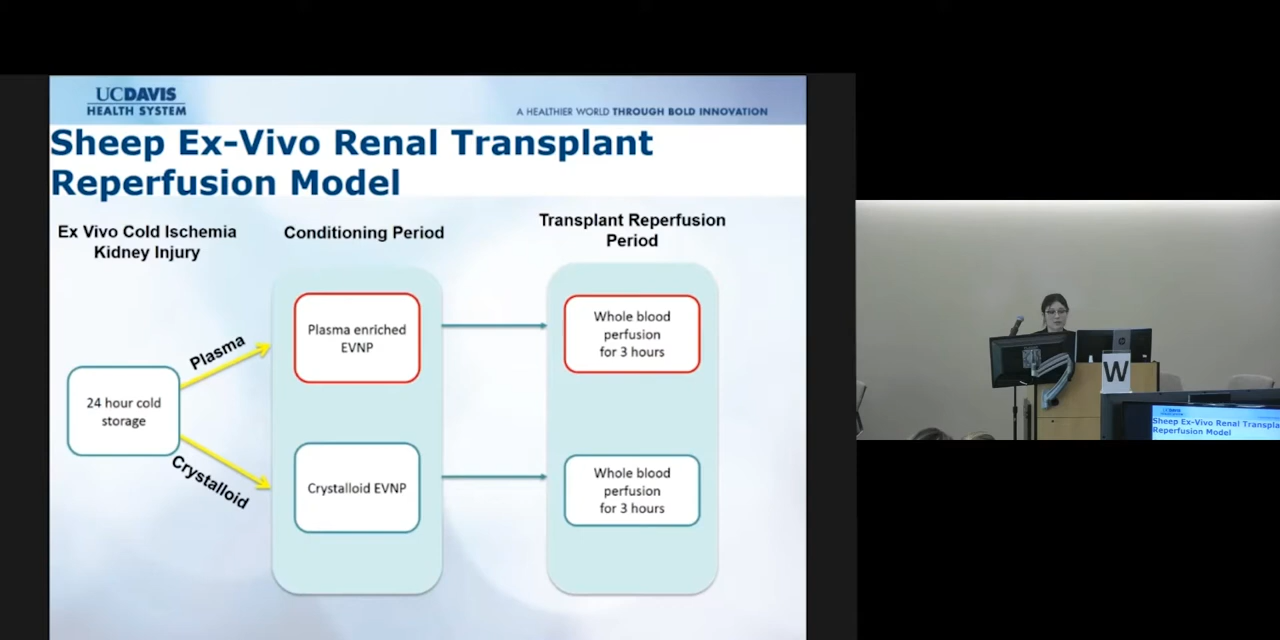 UCDAVIS
HEALTH SYSTEM
A HEALTHIER WORLD THROUGH BOLD INNOVATION
Sheep Ex-Vivo Renal Transplant
Reperfusion Model
Ex Vivo Cold Ischemia
Kidney Injury
Conditioning Period
Transplant Reperfusion
Period
24 hour cold
storage
Plasma
Crystalloid
Plasma enriched
EVNP
Crystalloid EVNP
Whole blood
perfusion
for 3 hours
Whole blood
perfusion
for 3 hours
W
UCDAVIS
Sheep Ex-Vivo Renal Transpla
Reperfusion Model